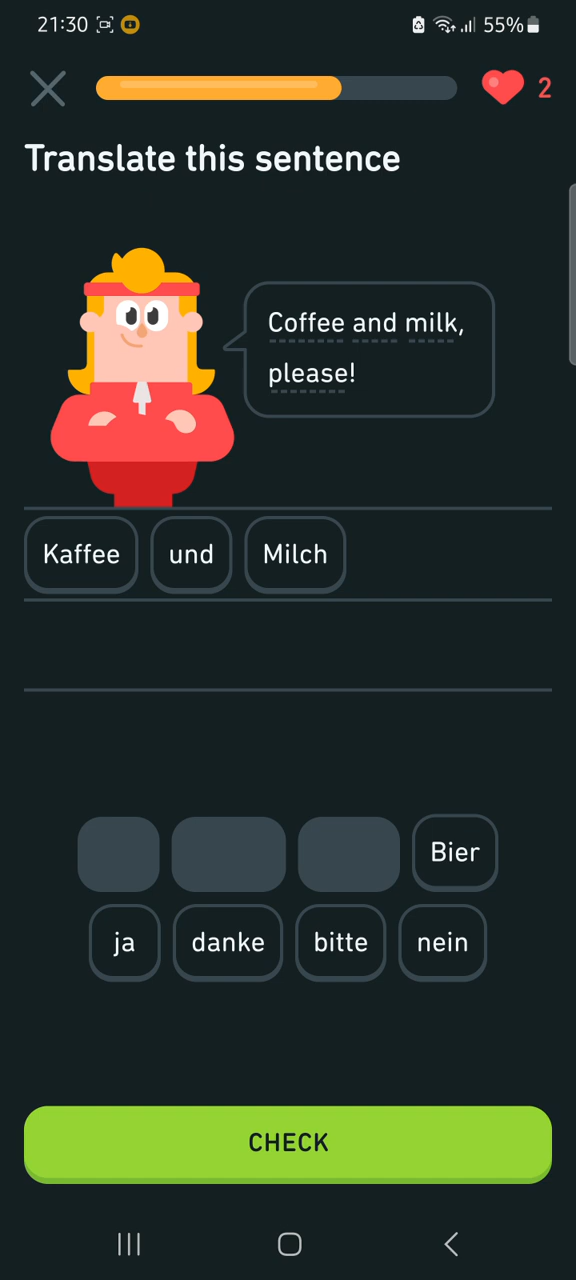 21:30 55%
2
Translate this sentence
Coffee and milk,
please!
Kaffee und Milch
Bier
ja danke bitte nein
CHECK